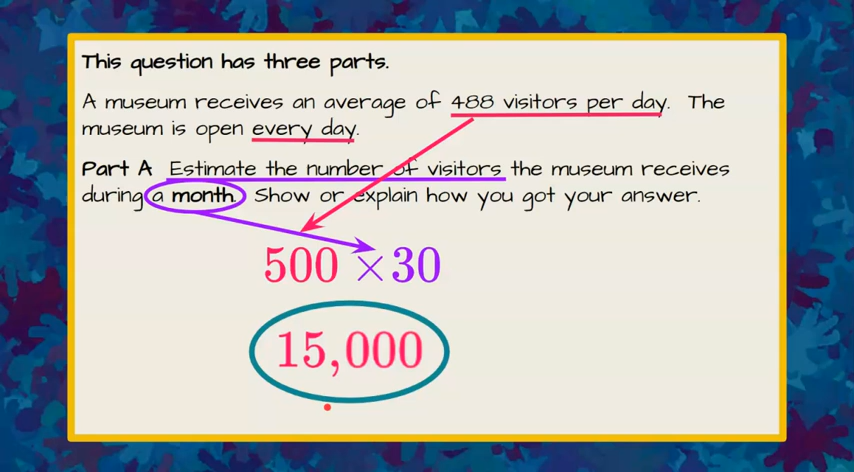 This question has three parts.
A museum receives an average of 488 visitors per day. The
museum is open every day.
Part A Estimate the number of visitors the museum receives
during a month. Show or explain how you got your answer.
500 × 30
15,000